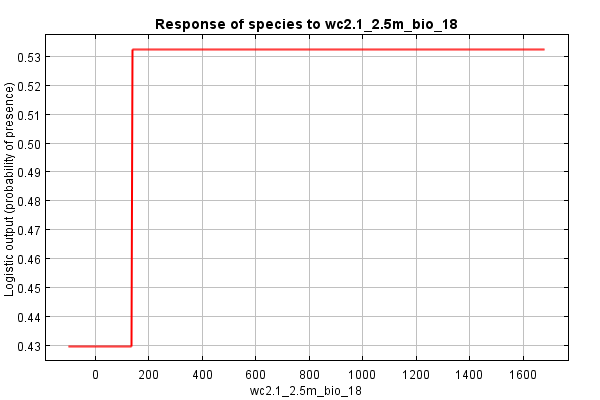 Response of species to wc2.1_2.5m_bio_18
Logistic output (probability of presence)
0.53
0.52
0.51
0.50
0.49
0.48
0.47
0.46
0.45
0.44
0.43
0 200 400 600 800 1000 1200 1400 1600
wc2.1_2.5m_bio_18